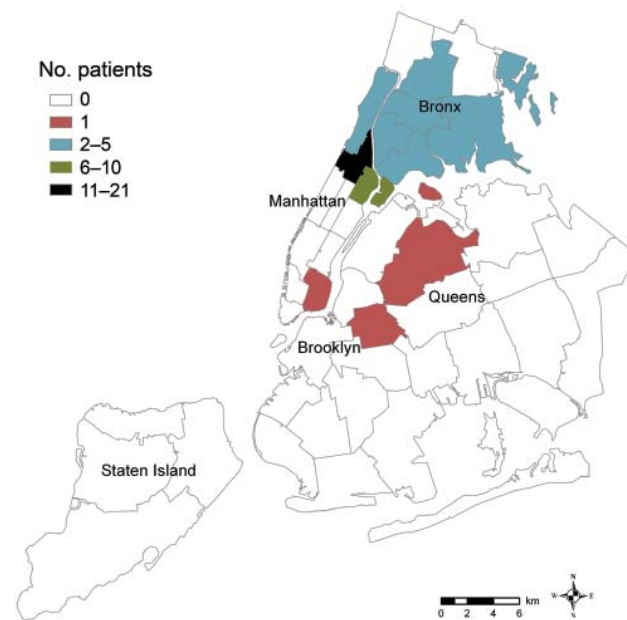 No. patients
0
1
2–5
6–10
11–21
Bronx
Manhattan
Queens
Brooklyn
Staten Island
N
W E
S
km
0 2 4 6